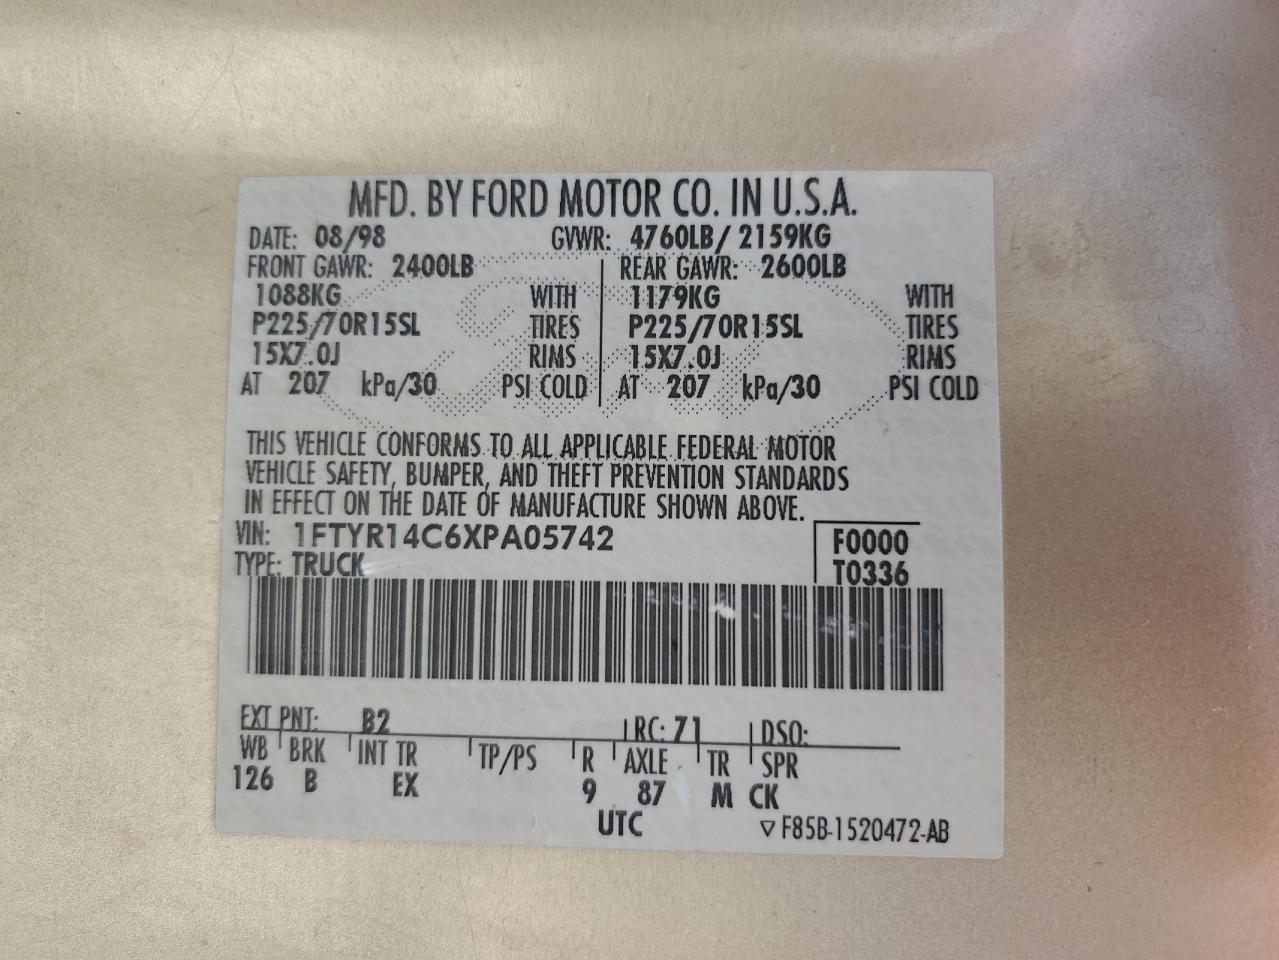 MFD. BY FORD MOTOR CO. IN U.S.A.
DATE: 08/98 GVWR: 4760LB/ 2159KG
FRONT GAWR: 2400LB REAR GAWR: 2600LB
1088KG WITH 1179KG WITH
P225/70R15SL TIRES P225/70R15SL TIRES
15X7.0J RIMS 15X7.0J RIMS
AT 207 kPa/30 PSI COLD AT 207 kPa/30 PSI COLD
THIS VEHICLE CONFORMS TO ALL APPLICABLE FEDERAL MOTOR
VEHICLE SAFETY, BUMPER, AND THEFT PREVENTION STANDARDS
IN EFFECT ON THE DATE OF MANUFACTURE SHOWN ABOVE.
VIN: 1FTYR14C6XPA05742 F0000
TYPE: TRUCK T0336
EXT PNT: B2 RC: 71 DSO:
WB BRK INT TR TP/PS R AXLE TR SPR
126 B EX 9 87 M CK
UTC ▽ F85B-1520472-AB